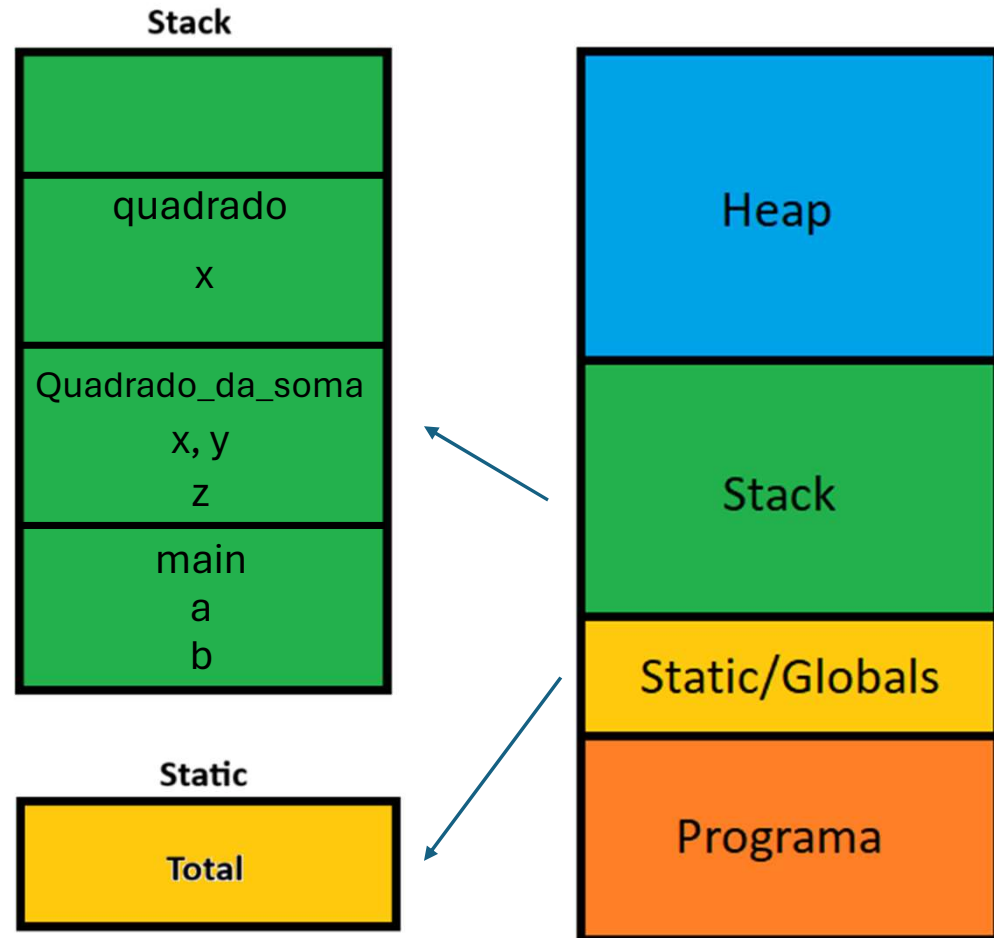 Stack
quadrado
x
Quadrado_da_soma
x, y
z
main
a
b
Static
Total
Heap
Stack
Static/Globals
Programa